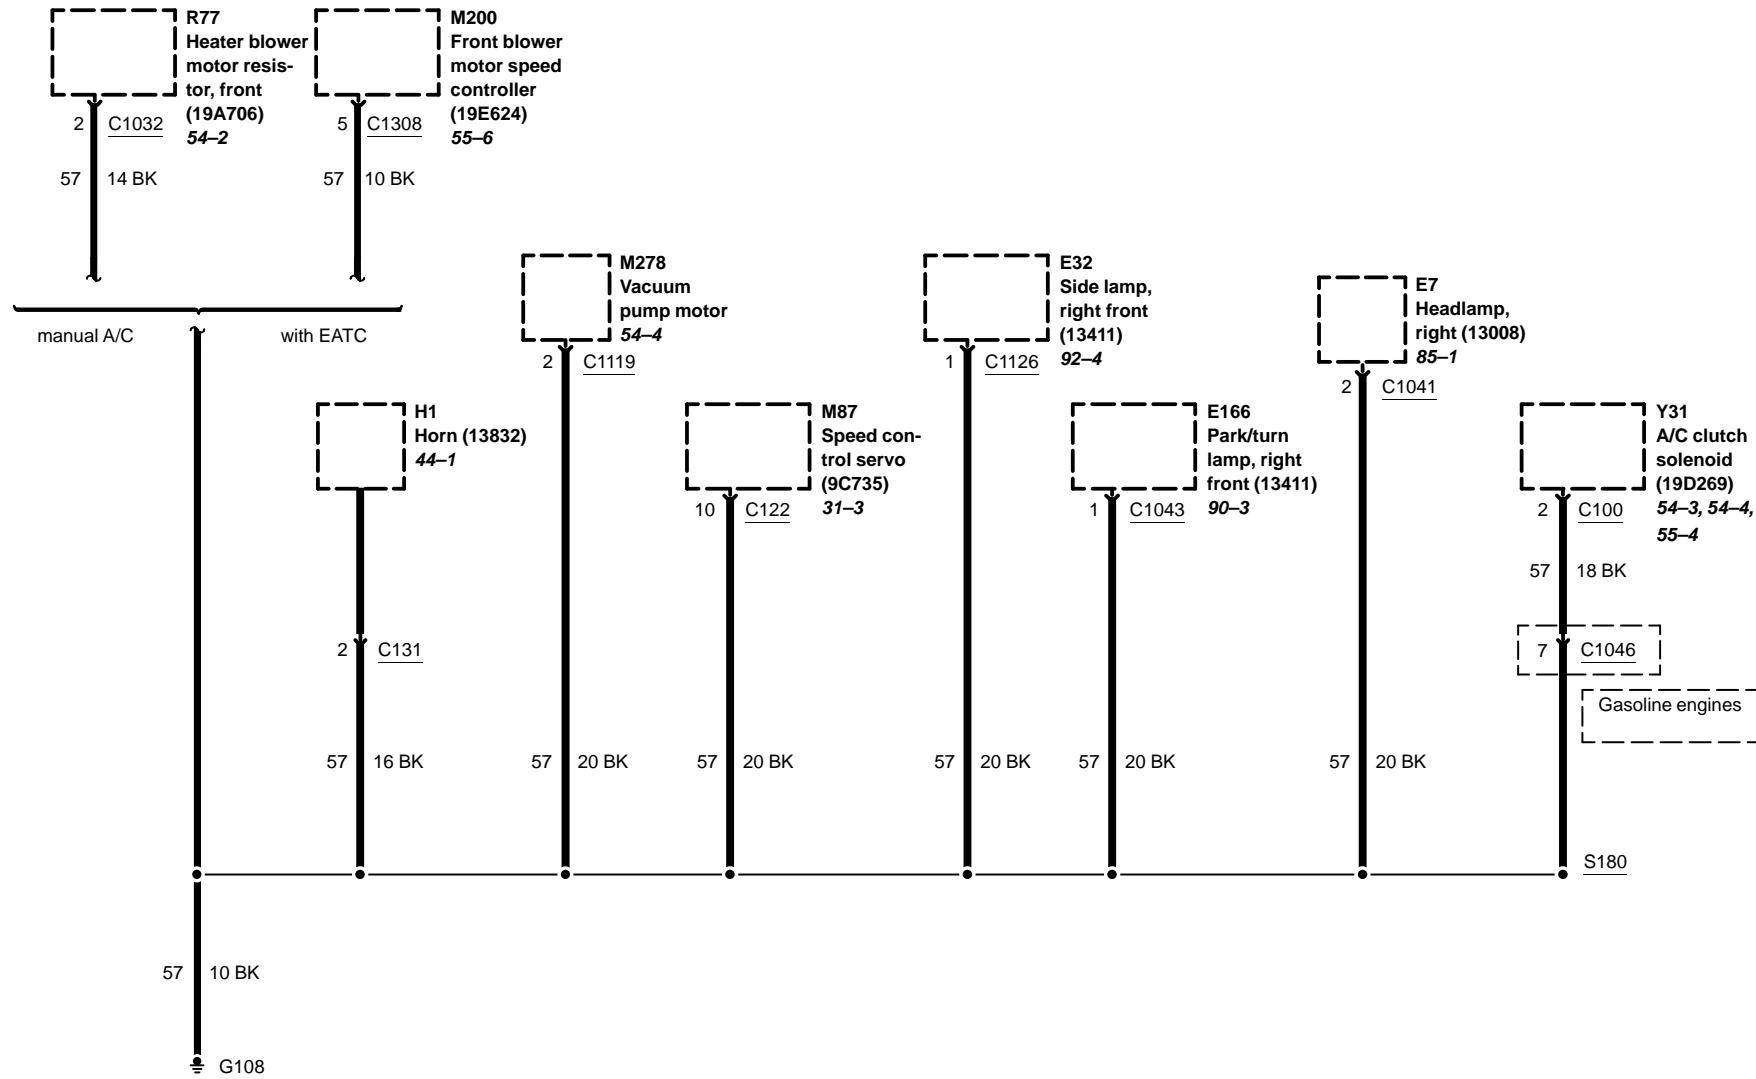 R77
Heater blower
motor resis-
tor, front
(19A706)
54–2
2 C1032
57 14 BK
M200
Front blower
motor speed
controller
(19E624)
55–6
5 C1308
57 10 BK
manual A/C
with EATC
H1
Horn (13832)
44–1
2 C131
57 16 BK
M278
Vacuum
pump motor
54–4
2 C1119
57 20 BK
M87
Speed con-
trol servo
(9C735)
31–3
10 C122
57 20 BK
E32
Side lamp,
right front
(13411)
92–4
1 C1126
57 20 BK
E166
Park/turn
lamp, right
front (13411)
90–3
1 C1043
57 20 BK
E7
Headlamp,
right (13008)
85–1
2 C1041
57 20 BK
Y31
A/C clutch
solenoid
(19D269)
54–3, 54–4,
55–4
2 C100
57 18 BK
7 C1046
Gasoline engines
S180
57 10 BK
G108